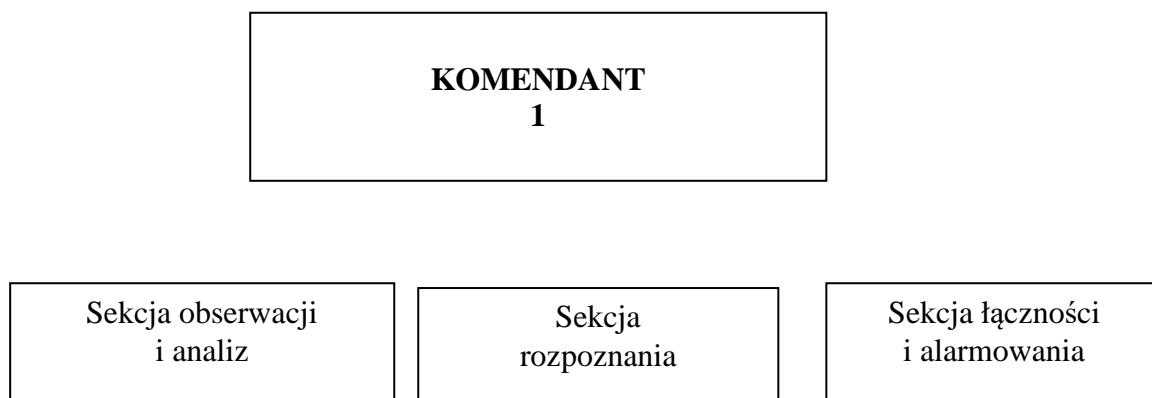 KOMENDANT
1
Sekcja obserwacji
i analiz
Sekcja
rozpoznania
Sekcja łączności
i alarmowania